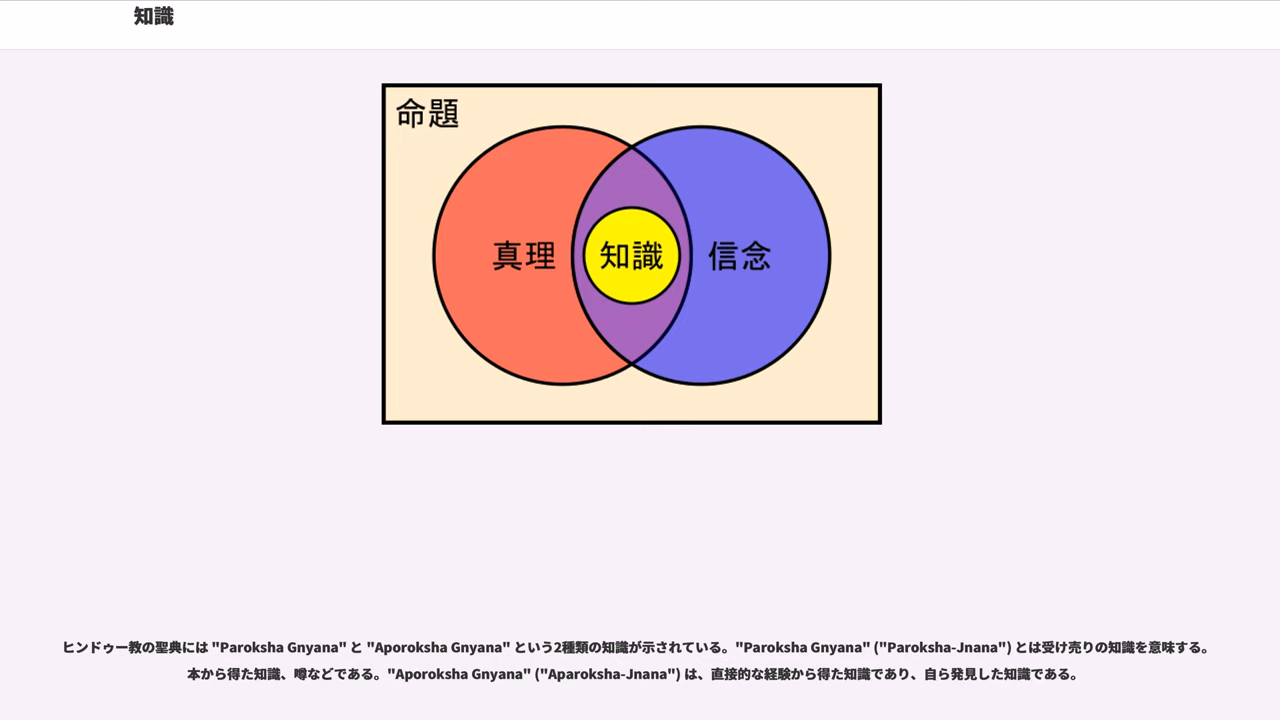 知識
命題
真理
知識
信念
ヒンドゥー教の聖典には "Paroksha Gnyana" と "Aporoksha Gnyana" という2種類の知識が示されている。"Paroksha Gnyana" ("Paroksha-Jnana") とは受け売りの知識を意味する。
本から得た知識、噂などである。"Aporoksha Gnyana" ("Aparoksha-Jnana") は、直接的な経験から得た知識であり、自ら発見した知識である。